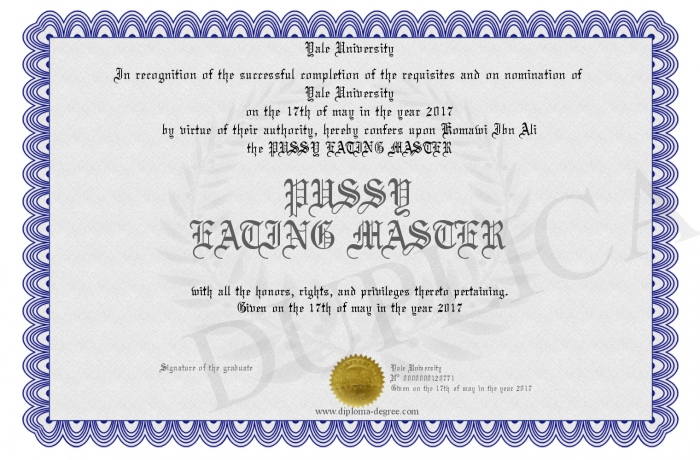 Yale University
In recognition of the successful completion of the requisites and on nomination of
Yale University
on the 17th of may in the year 2017
by virtue of their authority, hereby confers upon Homawi Ibn Ali
the PUSSY EATING MASTER
PUSSY
EATING MASTER
with all the honors, rights, and privileges thereto pertaining.
Given on the 17th of may in the year 2017
DUPLICA
Signature of the graduate
Yale University
Nº 0000000120771
Given on the 17th of may in the year 2017
www.diploma-degree.com